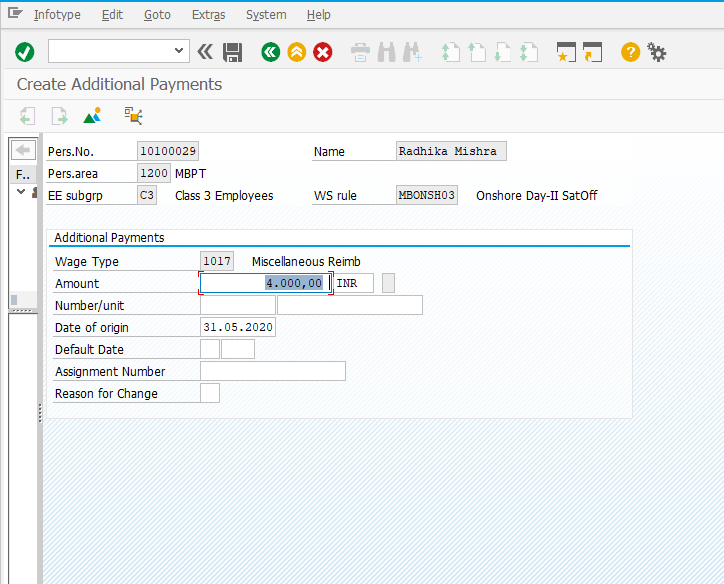 Infotype Edit Goto Extras System Help
Create Additional Payments
Pers.No. 10100029 Name Radhika Mishra
Pers.area 1200 MBPT
F..
EE subgrp C3 Class 3 Employees WS rule MBONSH03 Onshore Day-II SatOff
Additional Payments
Wage Type 1017 Miscellaneous Reimb
Amount 4.000,00 INR
Number/unit
Date of origin 31.05.2020
Default Date
Assignment Number
Reason for Change